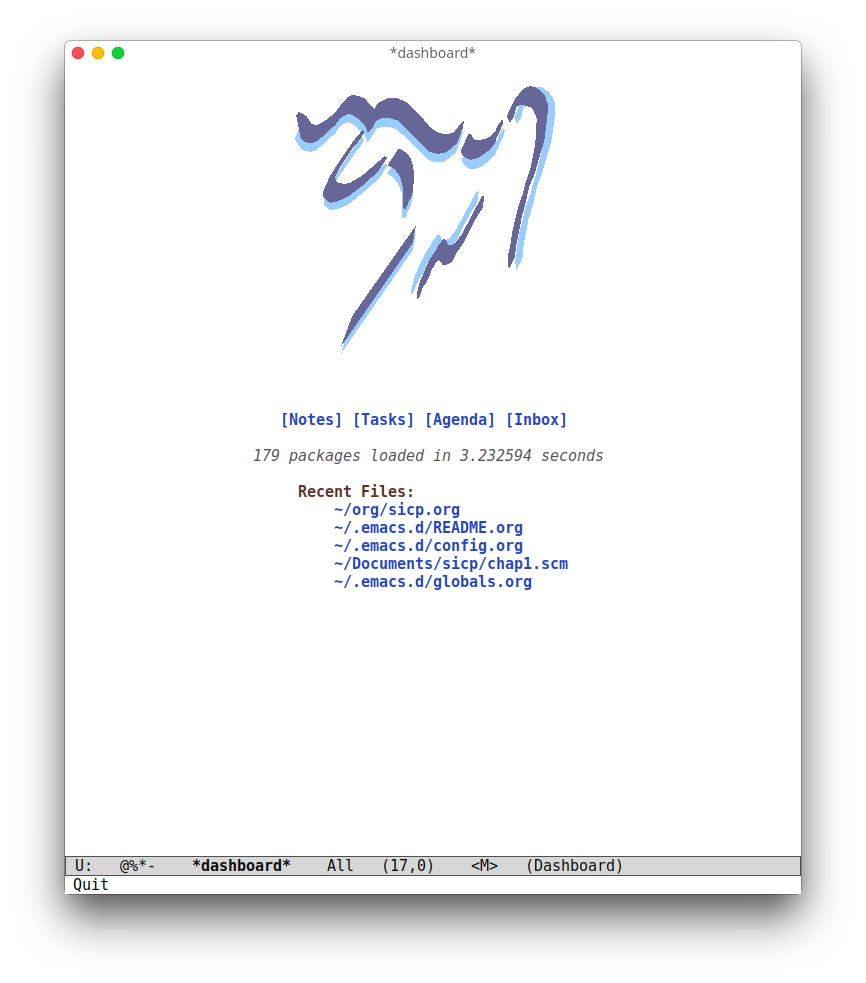 *dashboard*
[Notes] [Tasks] [Agenda] [Inbox]
179 packages loaded in 3.232594 seconds
Recent Files:
~/org/sicp.org
~/.emacs.d/README.org
~/.emacs.d/config.org
~/Documents/sicp/chap1.scm
~/.emacs.d/globals.org
U: @%*- *dashboard* All (17,0) <M> (Dashboard)
Quit